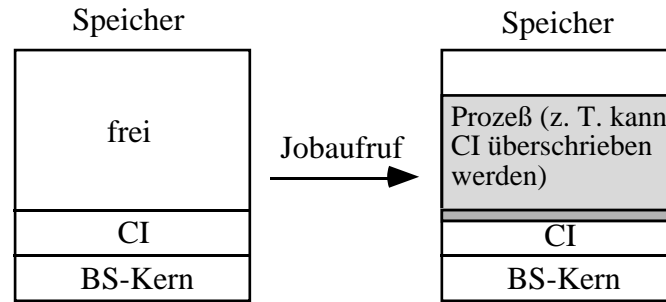 Speicher
frei
CI
BS-Kern
Jobaufruf
Speicher
Prozeß (z. T. kann
CI überschrieben
werden)
CI
BS-Kern